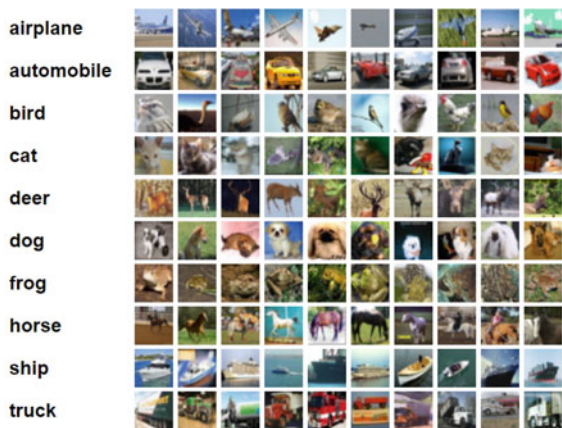 airplane
automobile
bird
cat
deer
dog
frog
horse
ship
truck